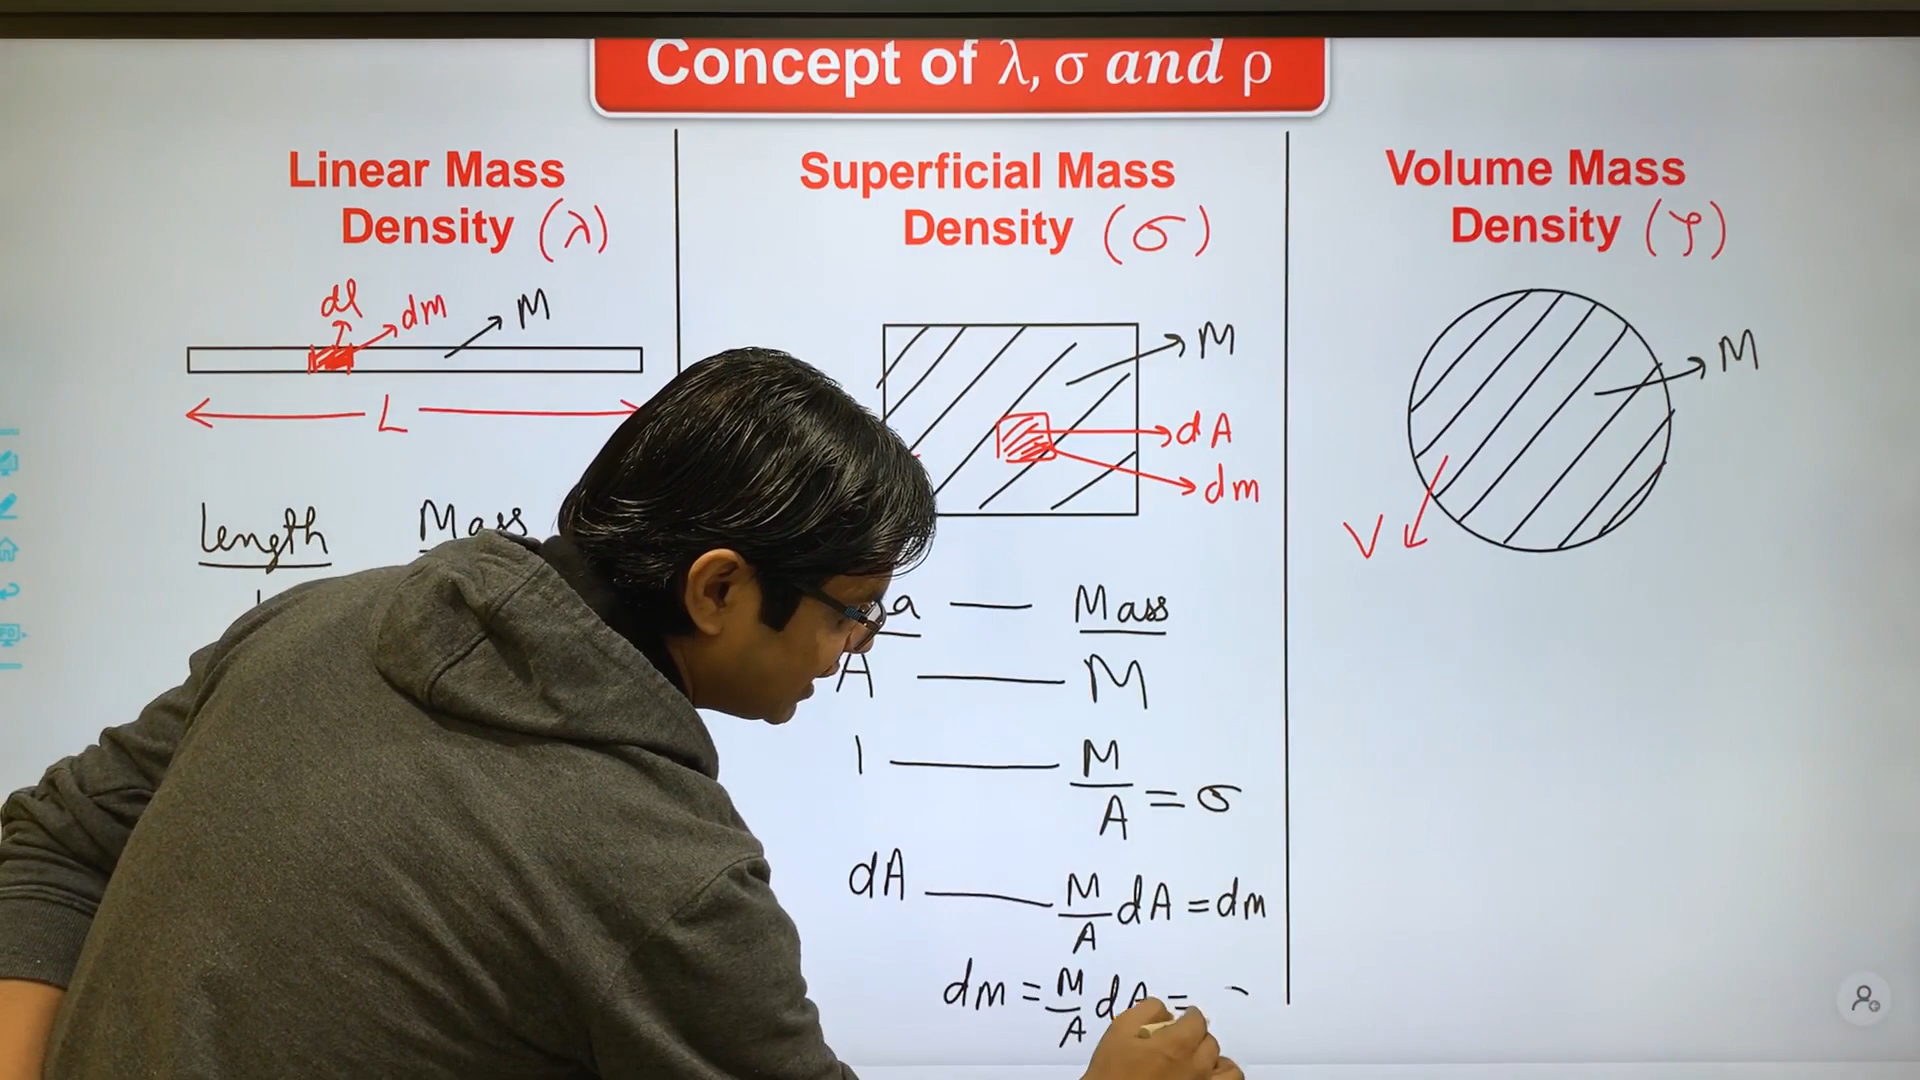 Concept of λ, σ and ρ
Linear Mass
Density (λ)
dl
dm
M
L
Length
Mass
Superficial Mass
Density (σ)
M
dA
dm
a — Mass
A — M
1 — M/A = σ
dA — M/A dA = dm
dm = M/A dA =
Volume Mass
Density (ρ)
M
V